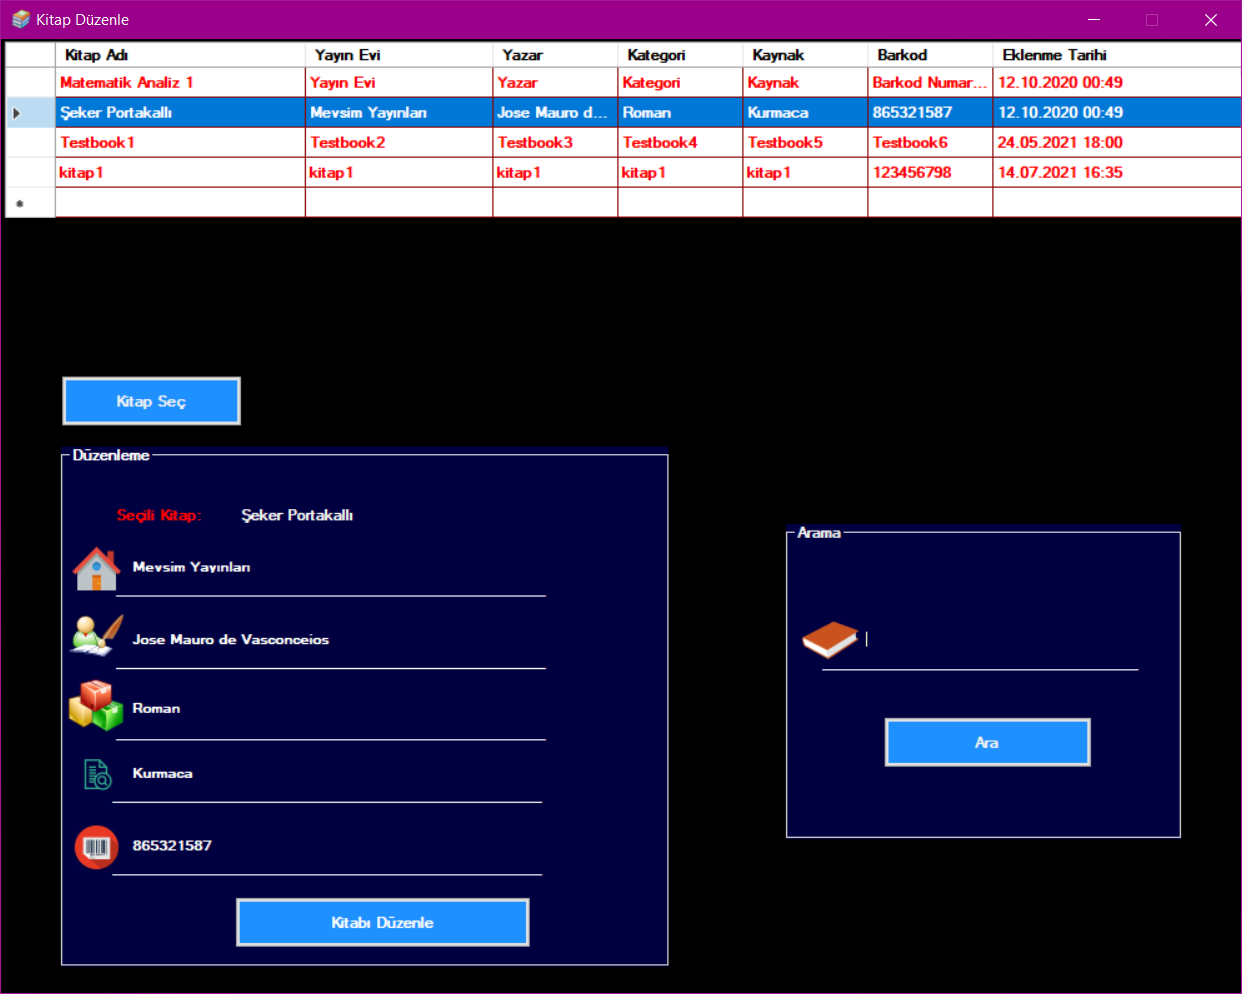 Kitap Düzenle
Kitap Adı Yayın Evi Yazar Kategori Kaynak Barkod Eklenme Tarihi
Matematik Analiz 1 Yayın Evi Yazar Kategori Kaynak Barkod Numar... 12.10.2020 00:49
Şeker Portakallı Mevsim Yayınları Jose Mauro d... Roman Kurmaca 865321587 12.10.2020 00:49
Testbook1 Testbook2 Testbook3 Testbook4 Testbook5 Testbook6 24.05.2021 18:00
kitap1 kitap1 kitap1 kitap1 kitap1 123456798 14.07.2021 16:35
Kitap Seç
Düzenleme
Seçili Kitap: Şeker Portakallı
Mevsim Yayınları
Jose Mauro de Vasconceios
Roman
Kurmaca
865321587
Kitabı Düzenle
Arama
Ara